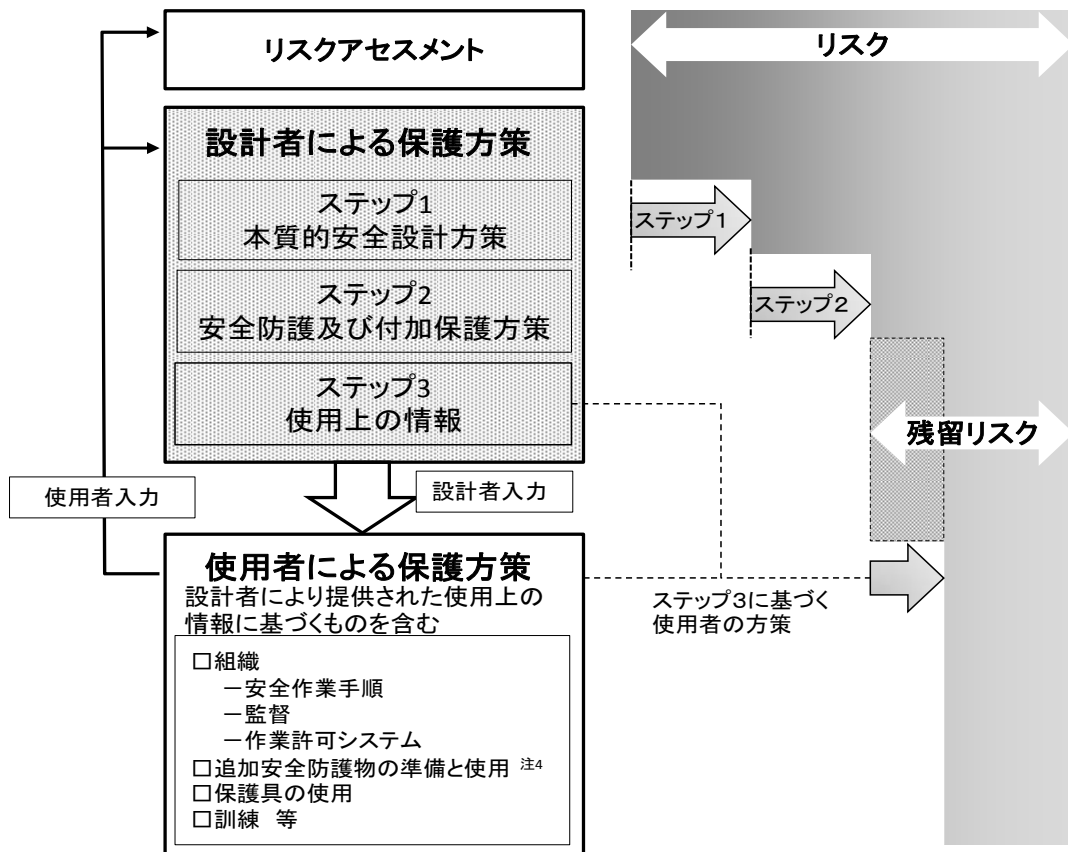 リスクアセスメント
設計者による保護方策
ステップ1
本質的安全設計方策
ステップ2
安全防護及び付加保護方策
ステップ3
使用上の情報
使用者入力
設計者入力
使用者による保護方策
設計者により提供された使用上の
情報に基づくものを含む
□組織
－安全作業手順
－監督
－作業許可システム
□追加安全防護物の準備と使用 注4
□保護具の使用
□訓練 等
リスク
ステップ１
ステップ２
残留リスク
ステップ３に基づく
使用者の方策